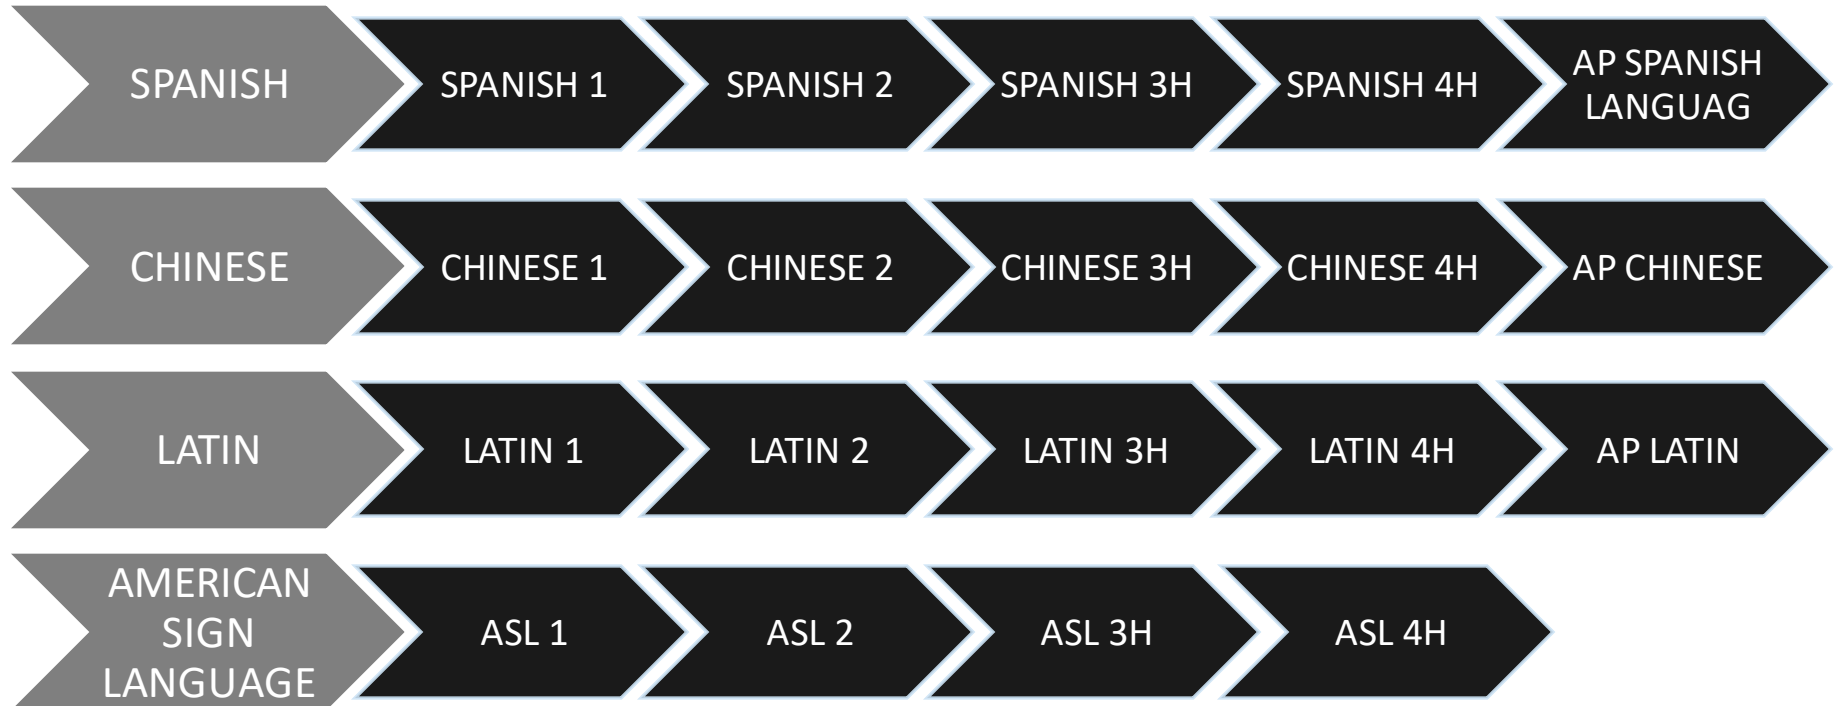 SPANISH
SPANISH 1
SPANISH 2
SPANISH 3H
SPANISH 4H
AP SPANISH
LANGUAG
CHINESE
CHINESE 1
CHINESE 2
CHINESE 3H
CHINESE 4H
AP CHINESE
LATIN
LATIN 1
LATIN 2
LATIN 3H
LATIN 4H
AP LATIN
AMERICAN
SIGN
LANGUAGE
ASL 1
ASL 2
ASL 3H
ASL 4H